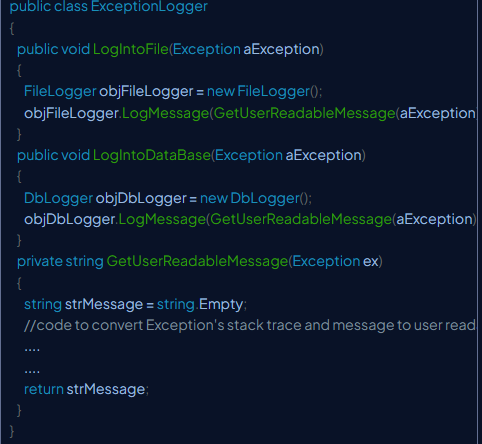 public class ExceptionLogger
{
public void LogIntoFile(Exception aException)
{
FileLogger objFileLogger = new FileLogger();
objFileLogger.LogMessage(GetUserReadableMessage(aException
}
public void LogIntoDataBase(Exception aException)
{
DbLogger objDbLogger = new DbLogger();
objDbLogger.LogMessage(GetUserReadableMessage(aException)
}
private string GetUserReadableMessage(Exception ex)
{
string strMessage = string.Empty;
//code to convert Exception's stack trace and message to user read
....
....
return strMessage;
}
}